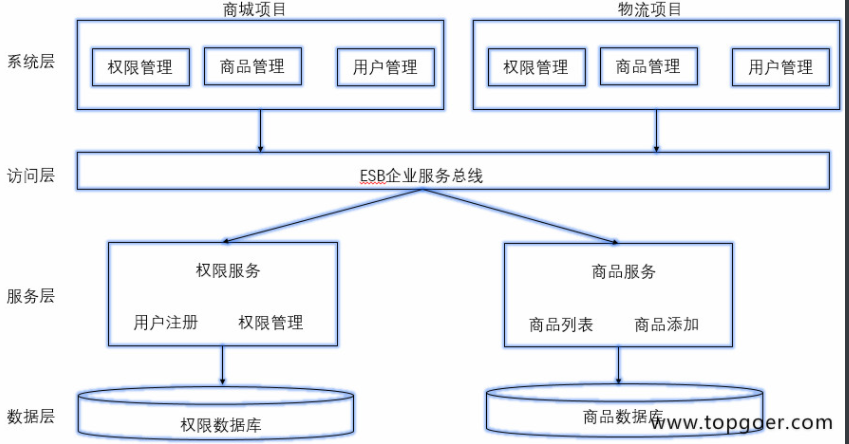 商城项目 物流项目
系统层 权限管理 商品管理 用户管理 权限管理 商品管理 用户管理
访问层 ESB企业服务总线
权限服务 商品服务
服务层
用户注册 权限管理 商品列表 商品添加
数据层 权限数据库 商品数据库
www.topgoer.com